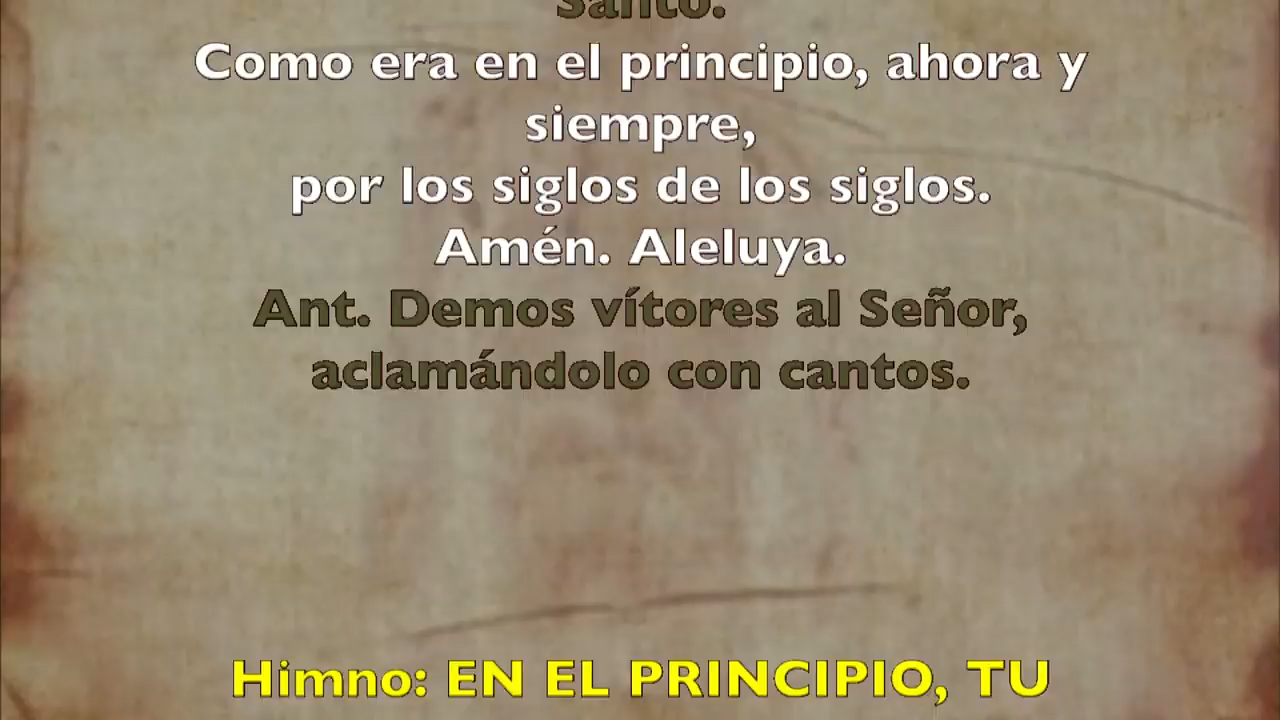 Santo.
Como era en el principio, ahora y
siempre,
por los siglos de los siglos.
Amén. Aleluya.
Ant. Demos vítores al Señor,
aclamándolo con cantos.
Himno: EN EL PRINCIPIO, TU